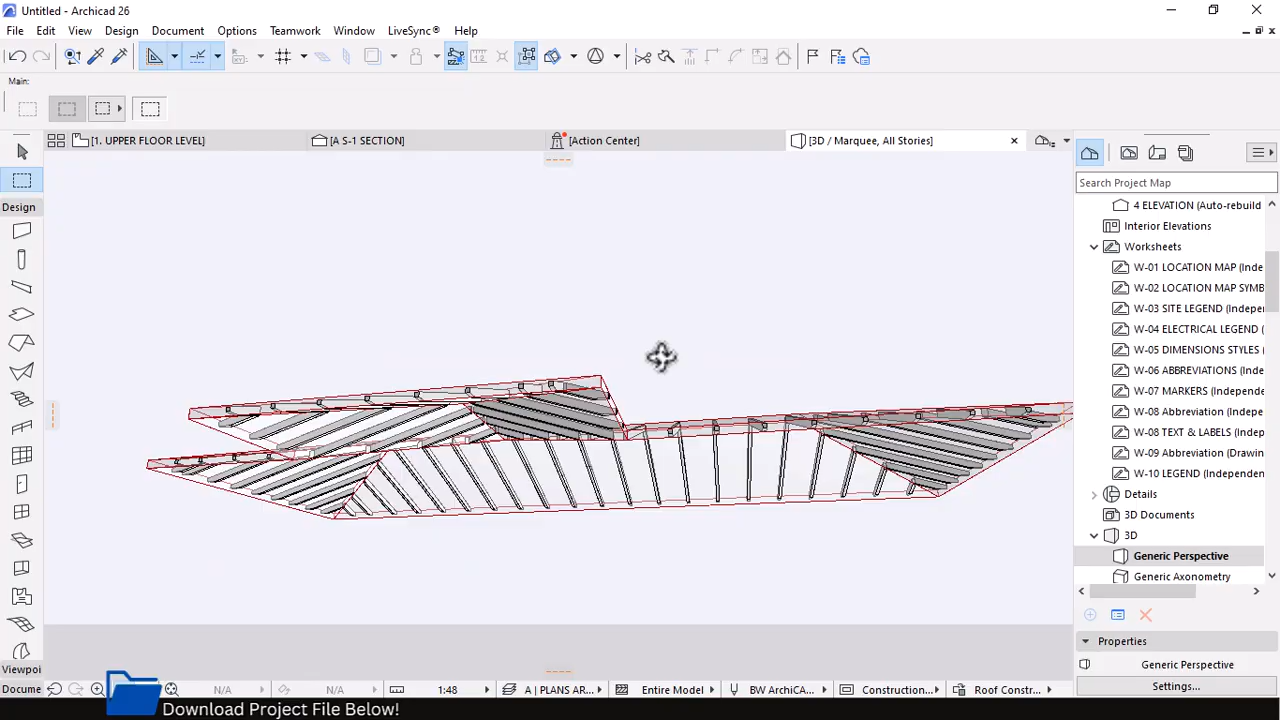 Untitled - Archicad 26
File Edit View Design Document Options Teamwork Window LiveSync® Help
Main:
[1. UPPER FLOOR LEVEL] [A S-1 SECTION] [Action Center] [3D / Marquee, All Stories]
Design
Search Project Map
4 ELEVATION (Auto-rebuild
Interior Elevations
Worksheets
W-01 LOCATION MAP (Inde
W-02 LOCATION MAP SYMB
W-03 SITE LEGEND (Indepen
W-04 ELECTRICAL LEGEND (
W-05 DIMENSIONS STYLES (
W-06 ABBREVIATIONS (Inde
W-07 MARKERS (Independe
W-08 Abbreviation (Indepe
W-08 TEXT & LABELS (Indep
W-09 Abbreviation (Drawin
W-10 LEGEND (Independen
Details
3D Documents
3D
Generic Perspective
Generic Axonometry
Properties
Generic Perspective
Settings...
Viewpoi
Docume
N/A N/A 1:48 A | PLANS AR... Entire Model BW ArchiCA... Construction... Roof Constr...
Download Project File Below!